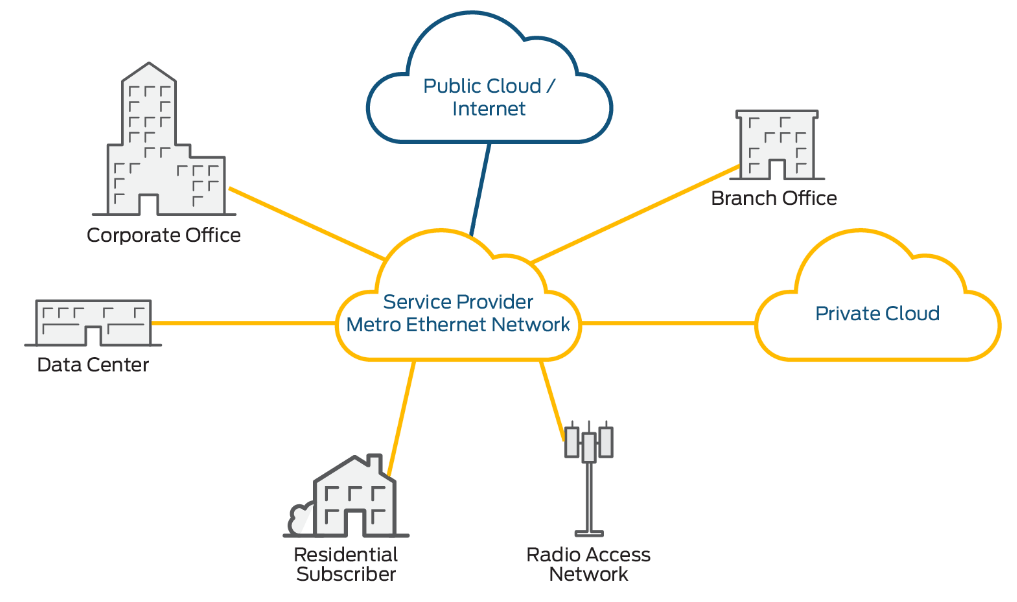 Public Cloud /
Internet
Corporate Office
Branch Office
Service Provider
Metro Ethernet Network
Private Cloud
Data Center
Residential
Subscriber
Radio Access
Network